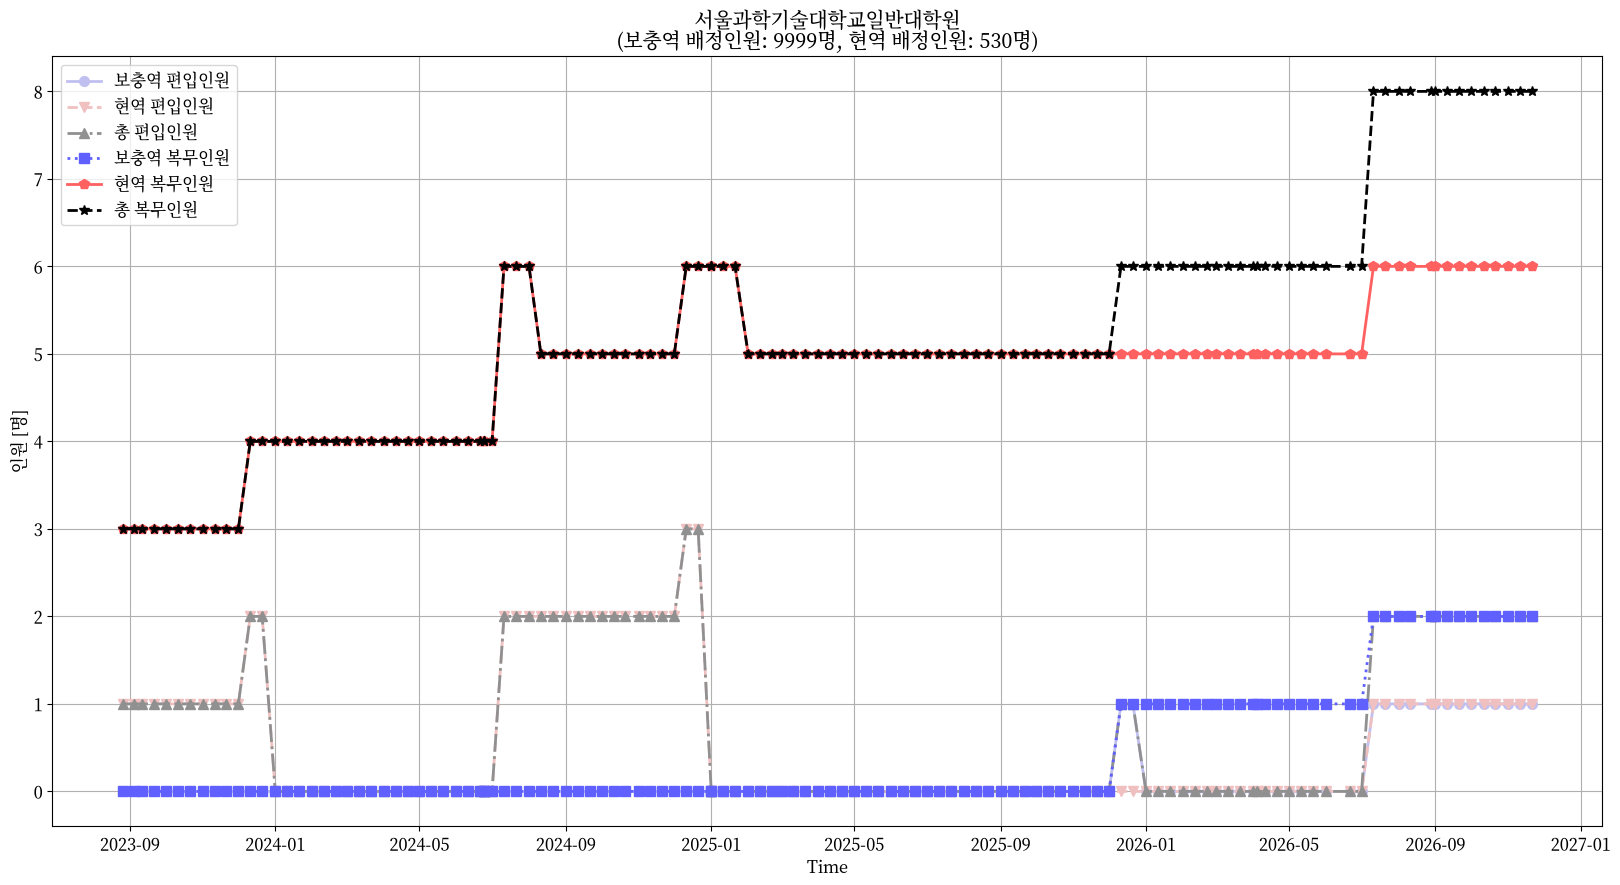 서울과학기술대학교일반대학원
(보충역 배정인원: 9999명, 현역 배정인원: 530명)
보충역 편입인원
현역 편입인원
총 편입인원
보충역 복무인원
현역 복무인원
총 복무인원
인원 [명]
8
7
6
5
4
3
2
1
0
2023-09
2024-01
2024-05
2024-09
2025-01
2025-05
2025-09
2026-01
2026-05
2026-09
2027-01
Time